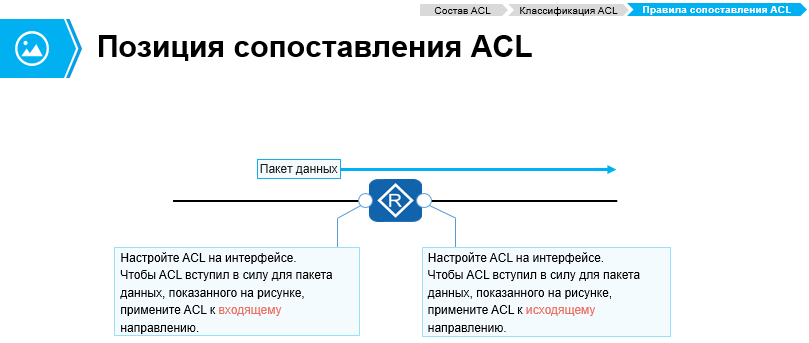 Состав ACL
Классификация ACL
Правила сопоставления ACL
Позиция сопоставления ACL
Пакет данных
R
Настройте ACL на интерфейсе.
Чтобы ACL вступил в силу для пакета
данных, показанного на рисунке,
примените ACL к входящему
направлению.
Настройте ACL на интерфейсе.
Чтобы ACL вступил в силу для пакета
данных, показанного на рисунке,
примените ACL к исходящему
направлению.